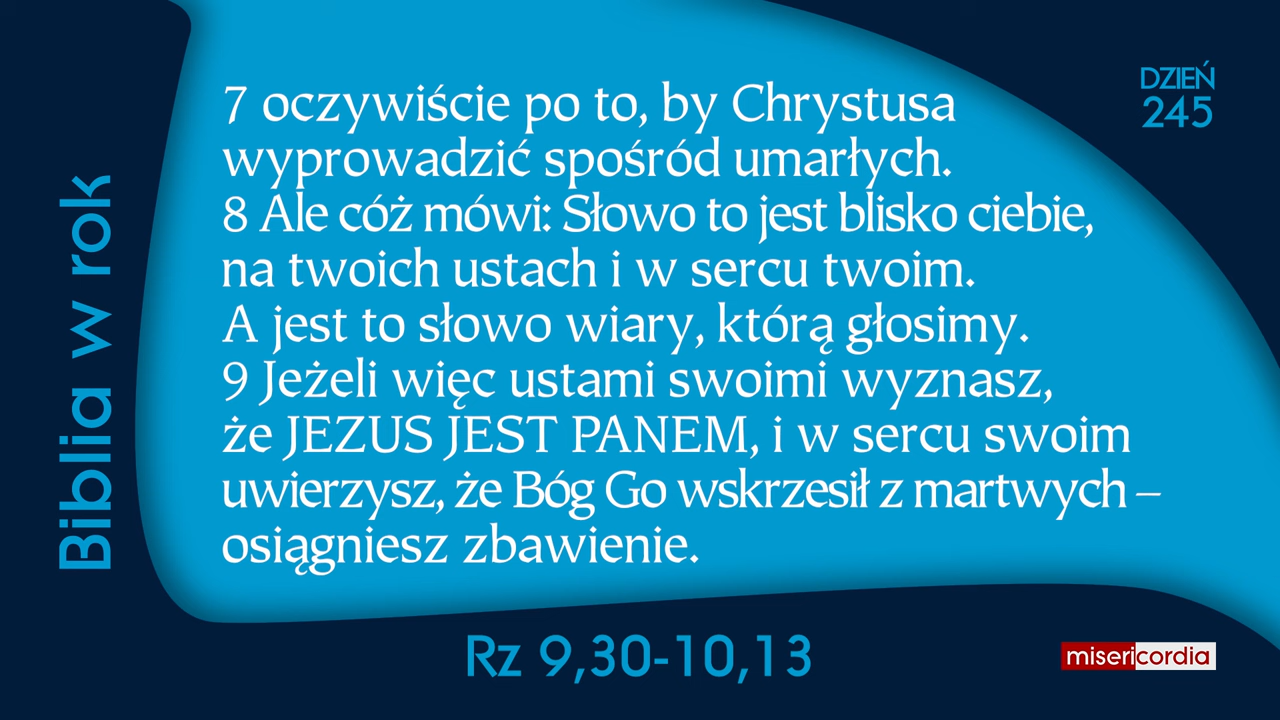 DZIEŃ
245
Biblia w rok
7 oczywiście po to, by Chrystusa
wyprowadzić spośród umarłych.
8 Ale cóż mówi: Słowo to jest blisko ciebie,
na twoich ustach i w sercu twoim.
A jest to słowo wiary, którą głosimy.
9 Jeżeli więc ustami swoimi wyznasz,
że JEZUS JEST PANEM, i w sercu swoim
uwierzysz, że Bóg Go wskrzesił z martwych –
osiągniesz zbawienie.
Rz 9,30-10,13
misericordia